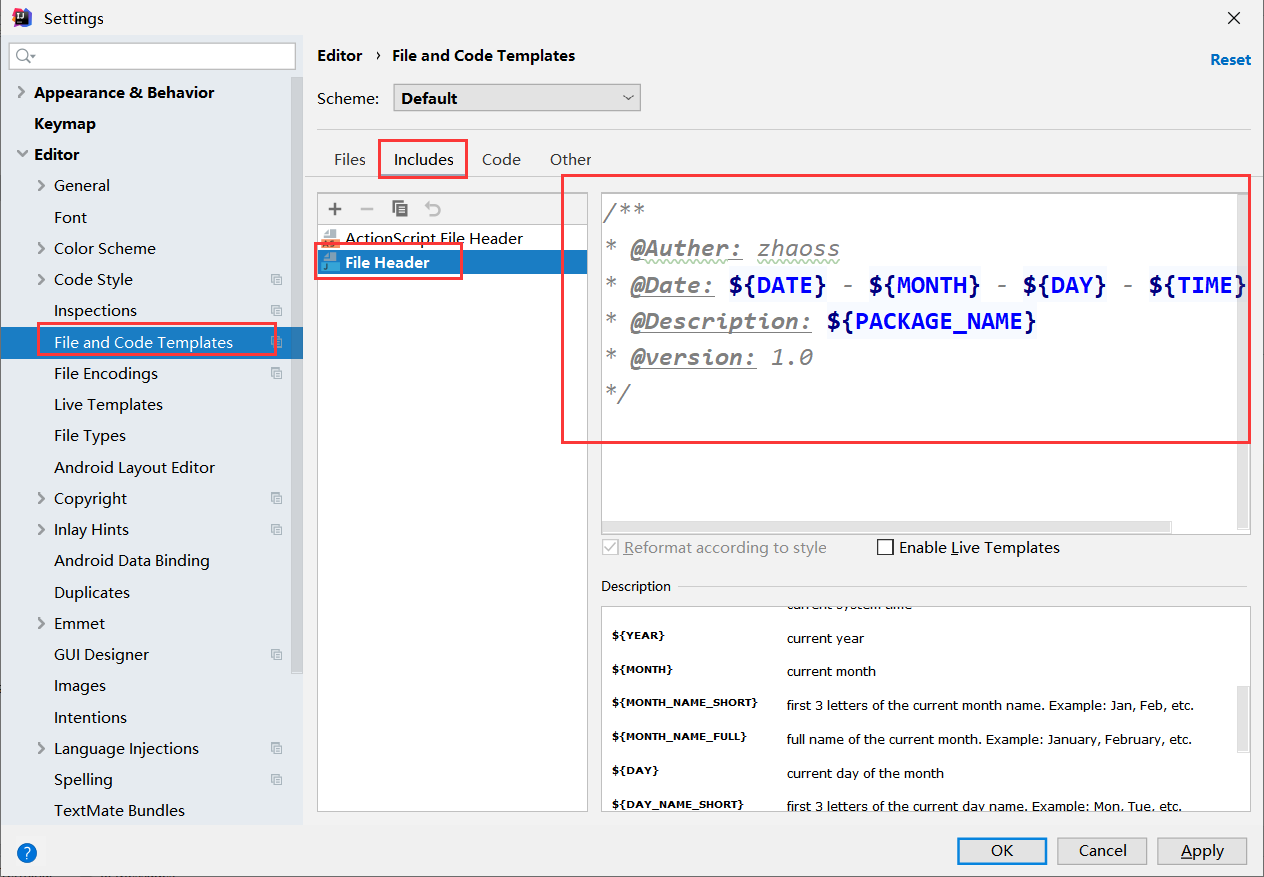 Settings
Appearance & Behavior
Keymap
Editor
General
Font
Color Scheme
Code Style
Inspections
File and Code Templates
File Encodings
Live Templates
File Types
Android Layout Editor
Copyright
Inlay Hints
Android Data Binding
Duplicates
Emmet
GUI Designer
Images
Intentions
Language Injections
Spelling
TextMate Bundles
Editor › File and Code Templates
Reset
Scheme: Default
Files Includes Code Other
ActionScript File Header
File Header
/**
* @Auther: zhaoss
* @Date: ${DATE} - ${MONTH} - ${DAY} - ${TIME}
* @Description: ${PACKAGE_NAME}
* @version: 1.0
*/
Reformat according to style Enable Live Templates
Description
current system time
${YEAR} current year
${MONTH} current month
${MONTH_NAME_SHORT} first 3 letters of the current month name. Example: Jan, Feb, etc.
${MONTH_NAME_FULL} full name of the current month. Example: January, February, etc.
${DAY} current day of the month
${DAY_NAME_SHORT} first 3 letters of the current day name. Example: Mon, Tue, etc.
?
OK Cancel Apply